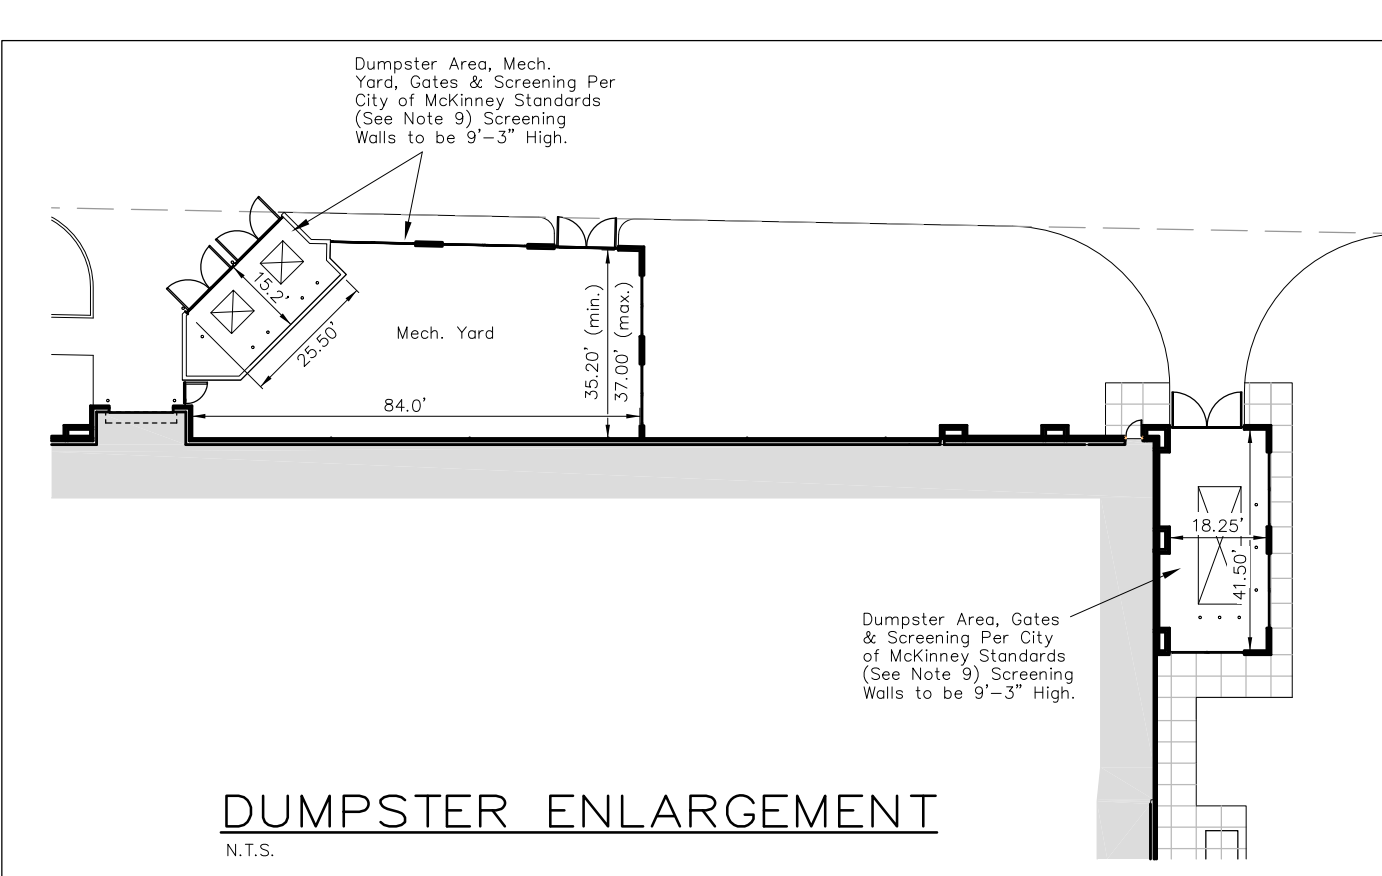 Dumpster Area, Mech.
Yard, Gates & Screening Per
City of McKinney Standards
(See Note 9) Screening
Walls to be 9'-3" High.
15.2'
25.50'
Mech. Yard
35.20' (min.)
37.00' (max.)
84.0'
18.25'
41.50'
Dumpster Area, Gates
& Screening Per City
of McKinney Standards
(See Note 9) Screening
Walls to be 9'-3" High.
DUMPSTER ENLARGEMENT
N.T.S.